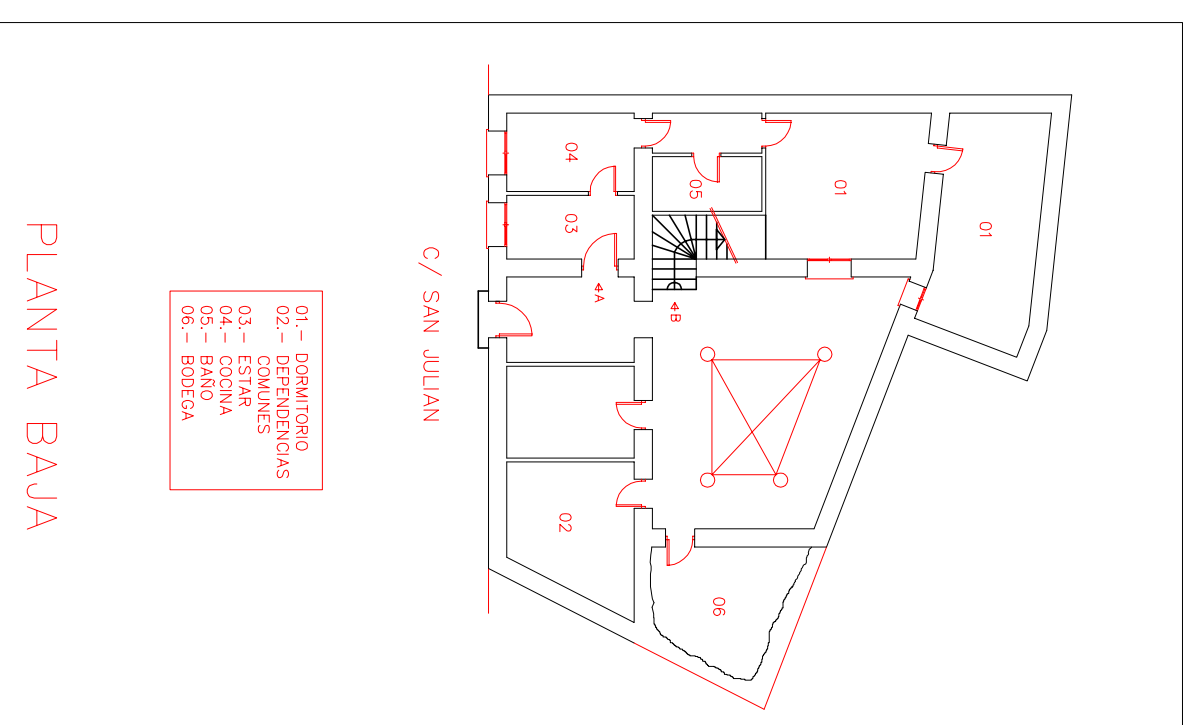 01
01
06
05
B
A
04
03
02
C/ SAN JULIAN
01.- DORMITORIO
02.- DEPENDENCIAS
COMUNES
03.- ESTAR
04.- COCINA
05.- BAÑO
06.- BODEGA
PLANTA BAJA